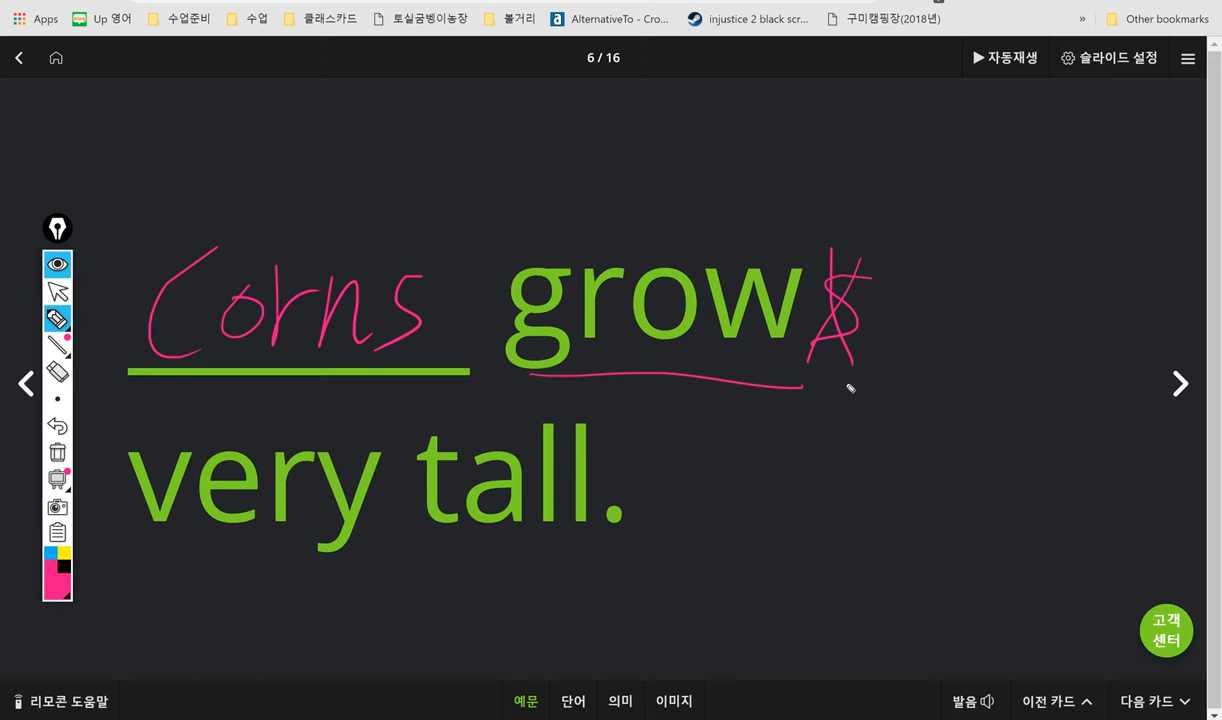 Apps Up 영어 수업준비 수업 클래스카드 토실굼벵이농장 볼거리 AlternativeTo - Cro... injustice 2 black scr... 구미캠핑장(2018년) » Other bookmarks
6 / 16 자동재생 슬라이드 설정
Corns grows
very tall.
고객
센터
리모콘 도움말 예문 단어 의미 이미지 발음 이전 카드 다음 카드